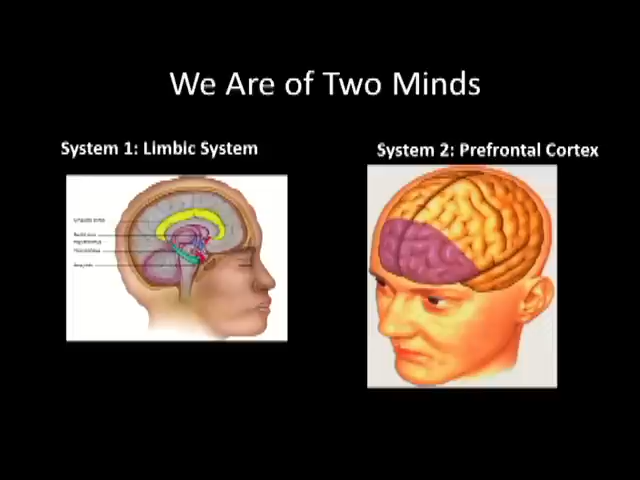 We Are of Two Minds
System 1: Limbic System
System 2: Prefrontal Cortex